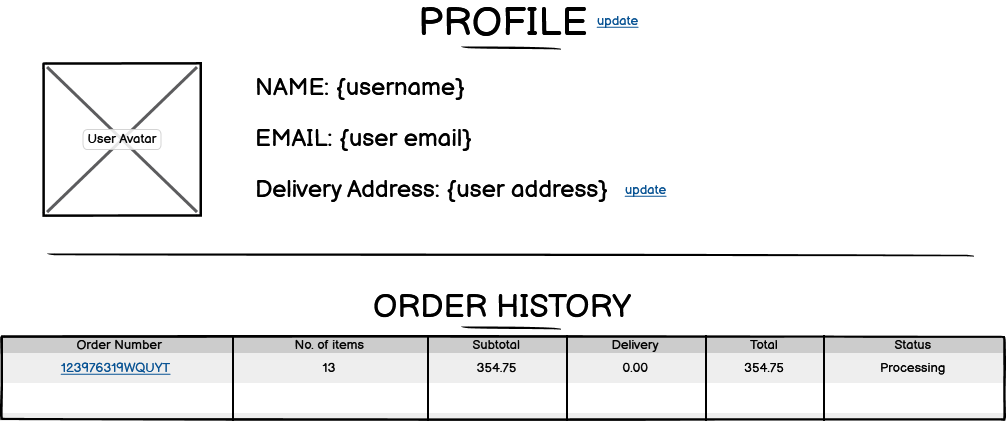 PROFILE update
User Avatar
NAME: {username}
EMAIL: {user email}
Delivery Address: {user address} update
ORDER HISTORY
Order Number No. of items Subtotal Delivery Total Status
123976319WQUYT 13 354.75 0.00 354.75 Processing